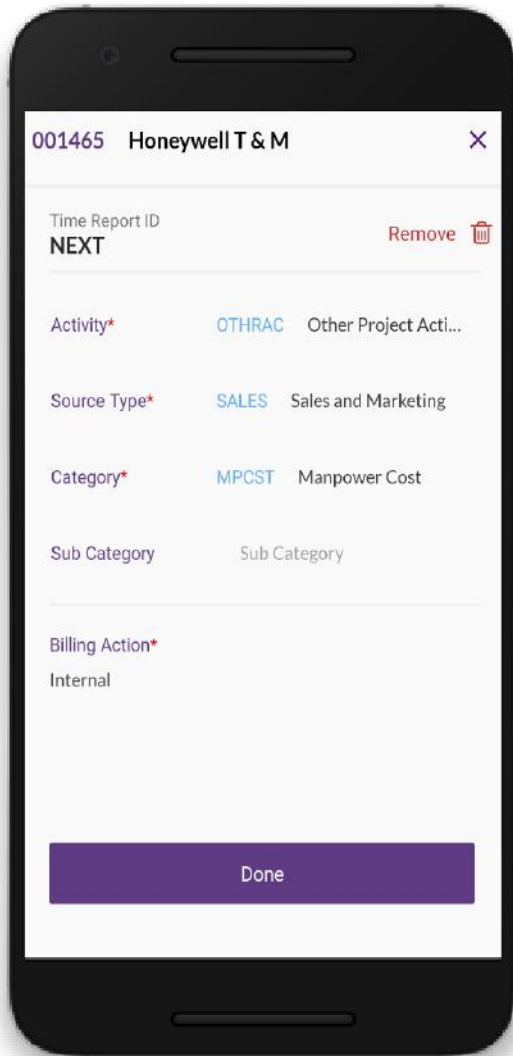 001465 Honeywell T & M
Time Report ID
NEXT
Remove
Activity* OTHRAC Other Project Acti...
Source Type* SALES Sales and Marketing
Category* MPCST Manpower Cost
Sub Category Sub Category
Billing Action*
Internal
Done